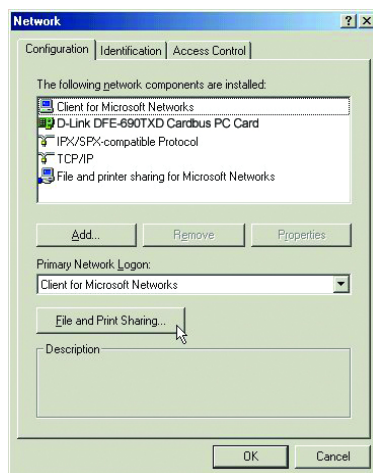 Network
Configuration Identification Access Control
The following network components are installed:
Client for Microsoft Networks
D-Link DFE-690TXD Cardbus PC Card
IPX/SPX-compatible Protocol
TCP/IP
File and printer sharing for Microsoft Networks
Add... Remove Properties
Primary Network Logon:
Client for Microsoft Networks
File and Print Sharing...
Description
OK Cancel